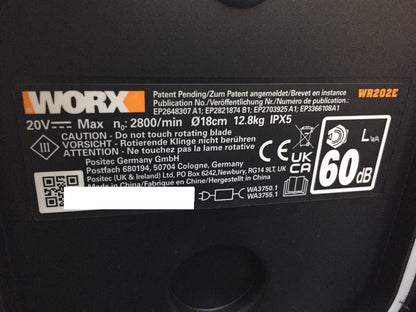 WORX
Patent Pending/Zum Patent angemeldet/Brevet en instance
Publication No./Veröffentlichung Nr./Numéro de publication:
EP2648307 A1; EP2821874 B1; EP2703925 A1; EP3366108A1
WR202E
20V Max n₀: 2800/min Ø18cm 12.8kg IPX5
CAUTION - Do not touch rotating blade
VORSICHT - Rotierende Klinge nicht berühren
ATTENTION - Ne touchez pas la lame rotative
III
Positec Germany GmbH
Postfach 680194, 50704 Cologne, Germany
Positec (UK & Ireland) Ltd, PO Box 6242, Newbury, RG14 9LT, UK
Made in China/Fabriqué en Chine/Hergestellt in China
WA3750.1
WA3755.1
CE
UK
CA
LWA
60dB